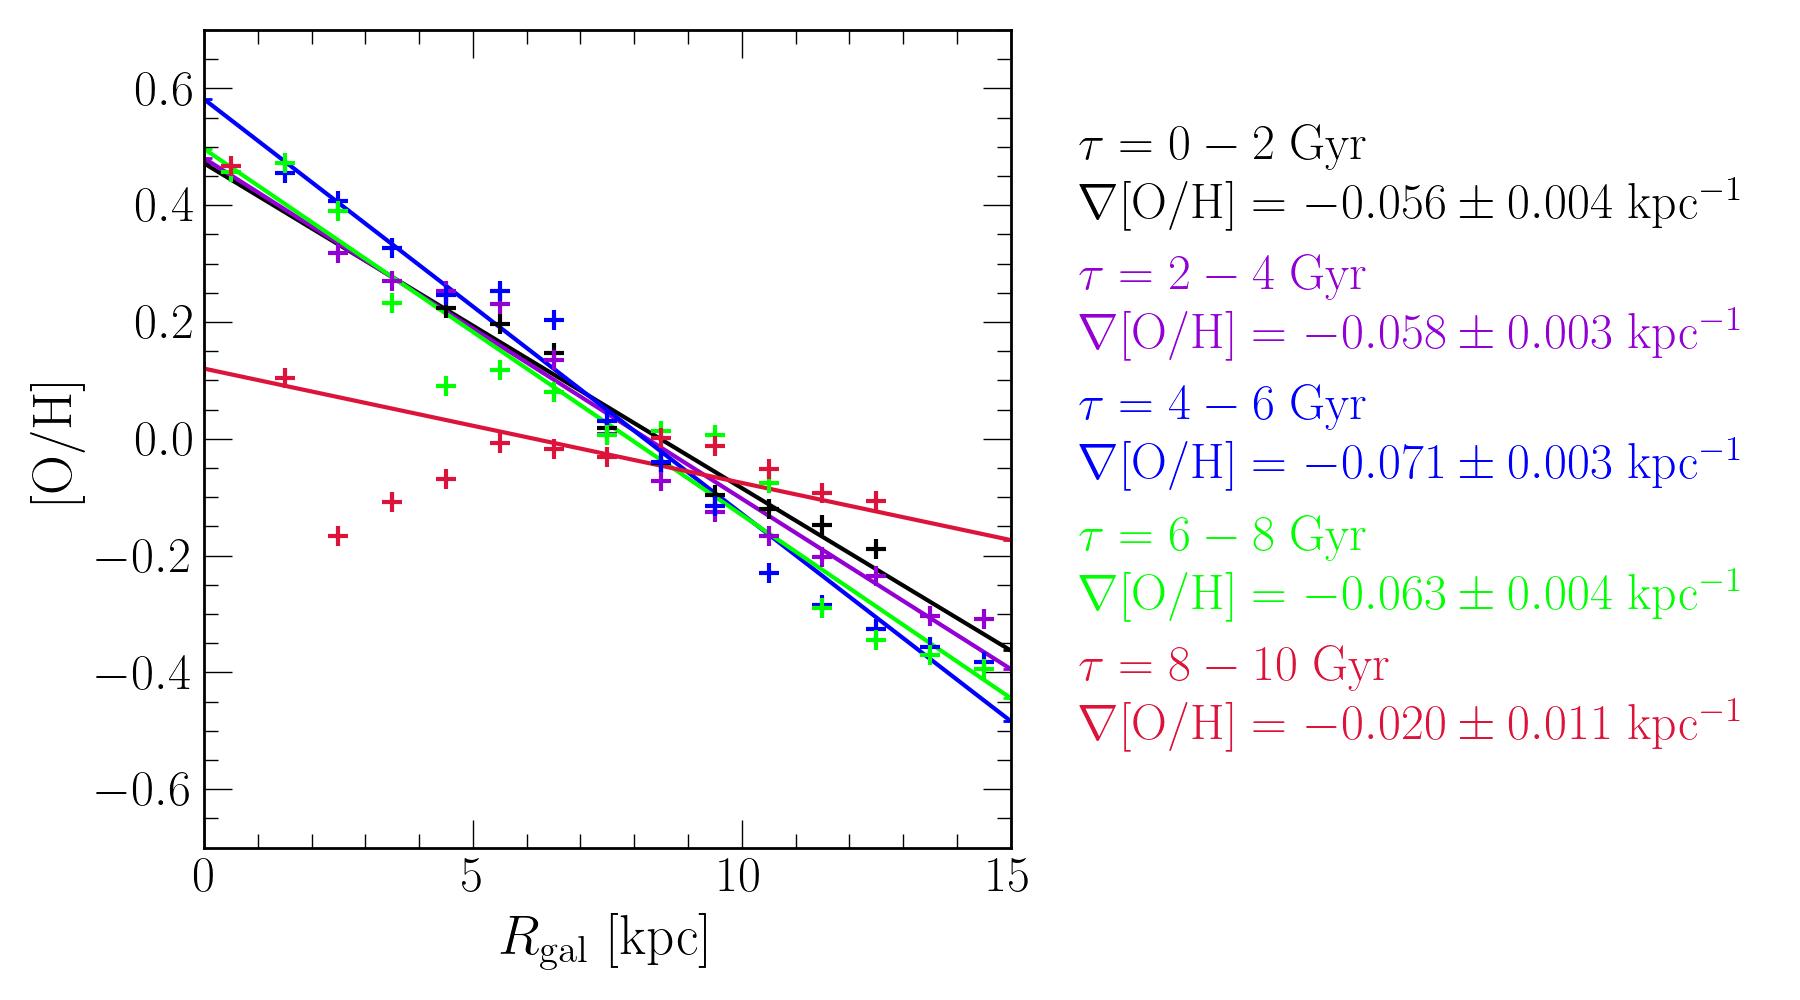 [O/H]
0.6
0.4
0.2
0.0
−0.2
−0.4
−0.6
0 5 10 15
R_gal [kpc]
τ = 0 − 2 Gyr
∇[O/H] = −0.056 ± 0.004 kpc⁻¹
τ = 2 − 4 Gyr
∇[O/H] = −0.058 ± 0.003 kpc⁻¹
τ = 4 − 6 Gyr
∇[O/H] = −0.071 ± 0.003 kpc⁻¹
τ = 6 − 8 Gyr
∇[O/H] = −0.063 ± 0.004 kpc⁻¹
τ = 8 − 10 Gyr
∇[O/H] = −0.020 ± 0.011 kpc⁻¹